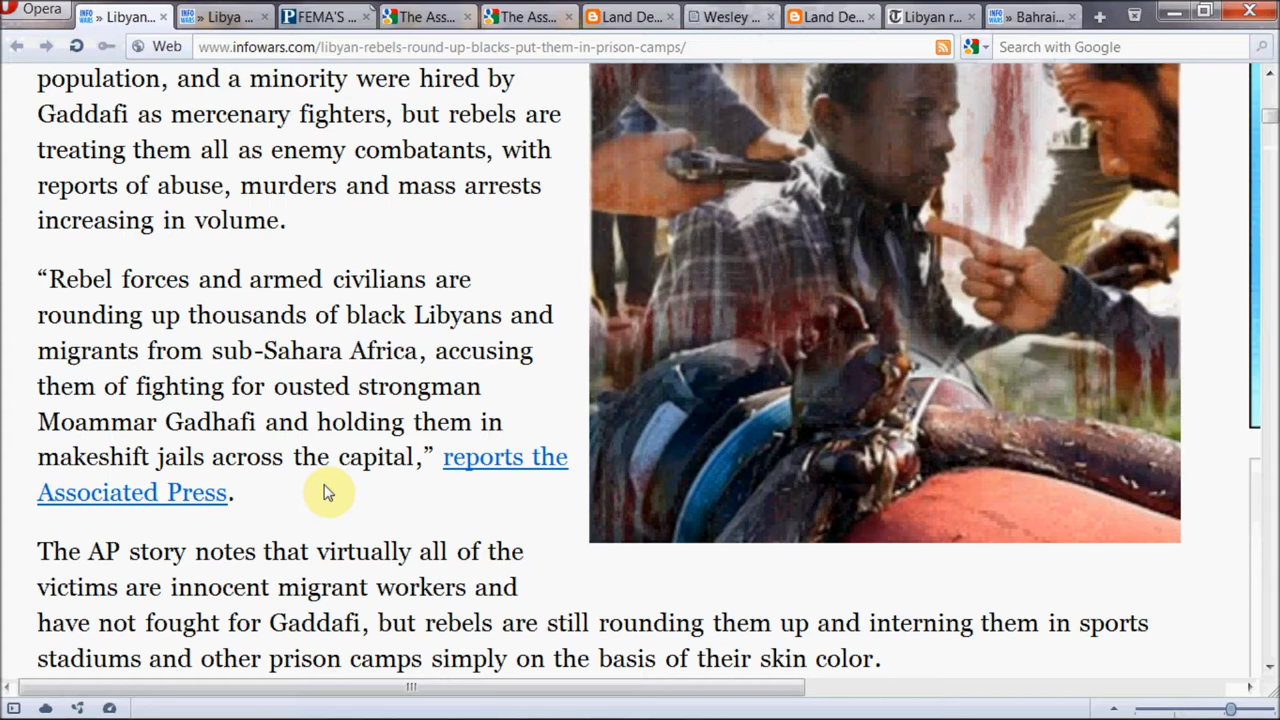 Opera
INFO WARS » Libyan...
INFO WARS » Libya ...
P FEMA'S ...
The Ass...
The Ass...
Land De...
Wesley ...
Land De...
T Libyan r...
INFO WARS » Bahrai...
Web
www.infowars.com/libyan-rebels-round-up-blacks-put-them-in-prison-camps/
Search with Google
population, and a minority were hired by
Gaddafi as mercenary fighters, but rebels are
treating them all as enemy combatants, with
reports of abuse, murders and mass arrests
increasing in volume.
“Rebel forces and armed civilians are
rounding up thousands of black Libyans and
migrants from sub-Sahara Africa, accusing
them of fighting for ousted strongman
Moammar Gadhafi and holding them in
makeshift jails across the capital,” reports the
Associated Press.
The AP story notes that virtually all of the
victims are innocent migrant workers and
have not fought for Gaddafi, but rebels are still rounding them up and interning them in sports
stadiums and other prison camps simply on the basis of their skin color.